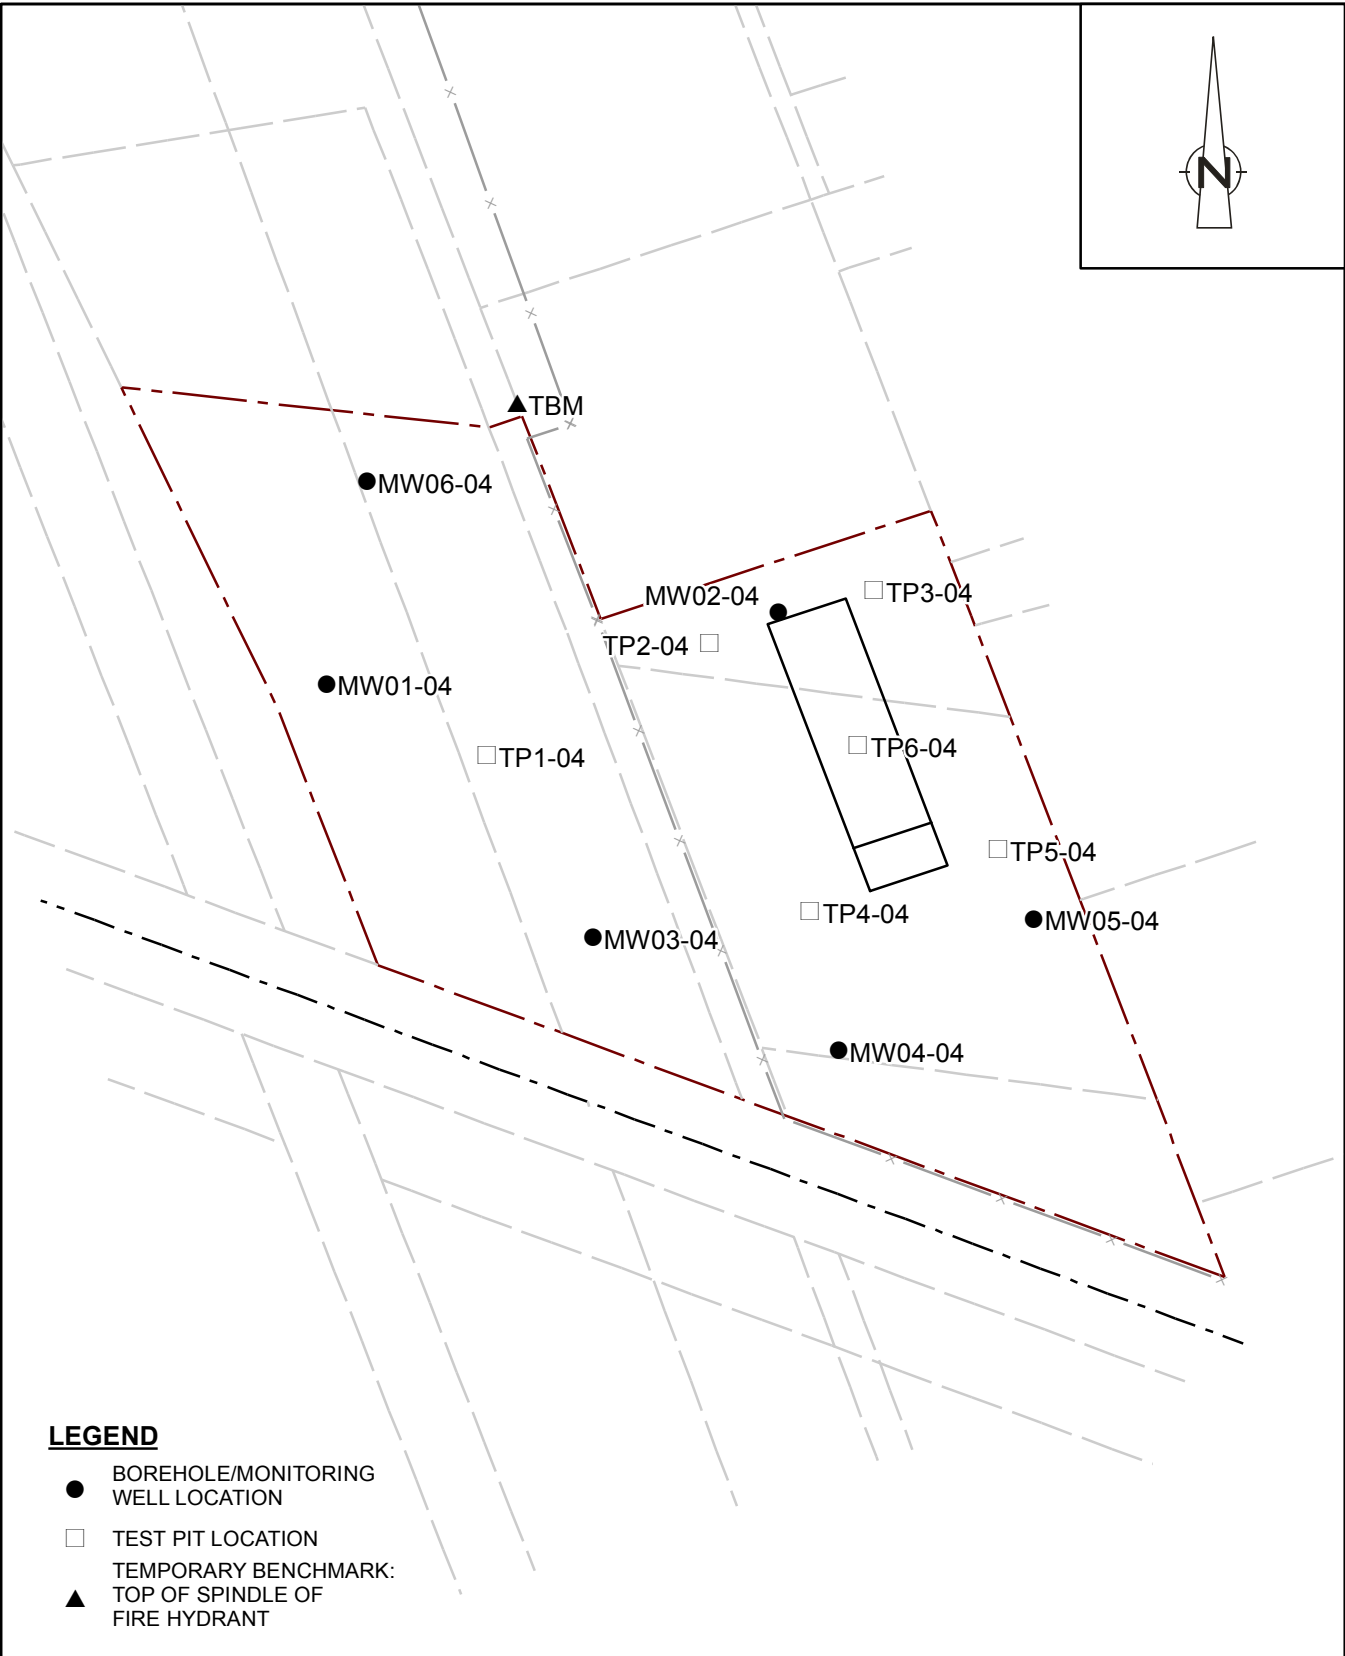 N
TBM
MW06-04
MW02-04
TP3-04
TP2-04
MW01-04
TP1-04
TP6-04
TP5-04
TP4-04
MW05-04
MW03-04
MW04-04
LEGEND
BOREHOLE/MONITORING
WELL LOCATION
TEST PIT LOCATION
TEMPORARY BENCHMARK:
TOP OF SPINDLE OF
FIRE HYDRANT